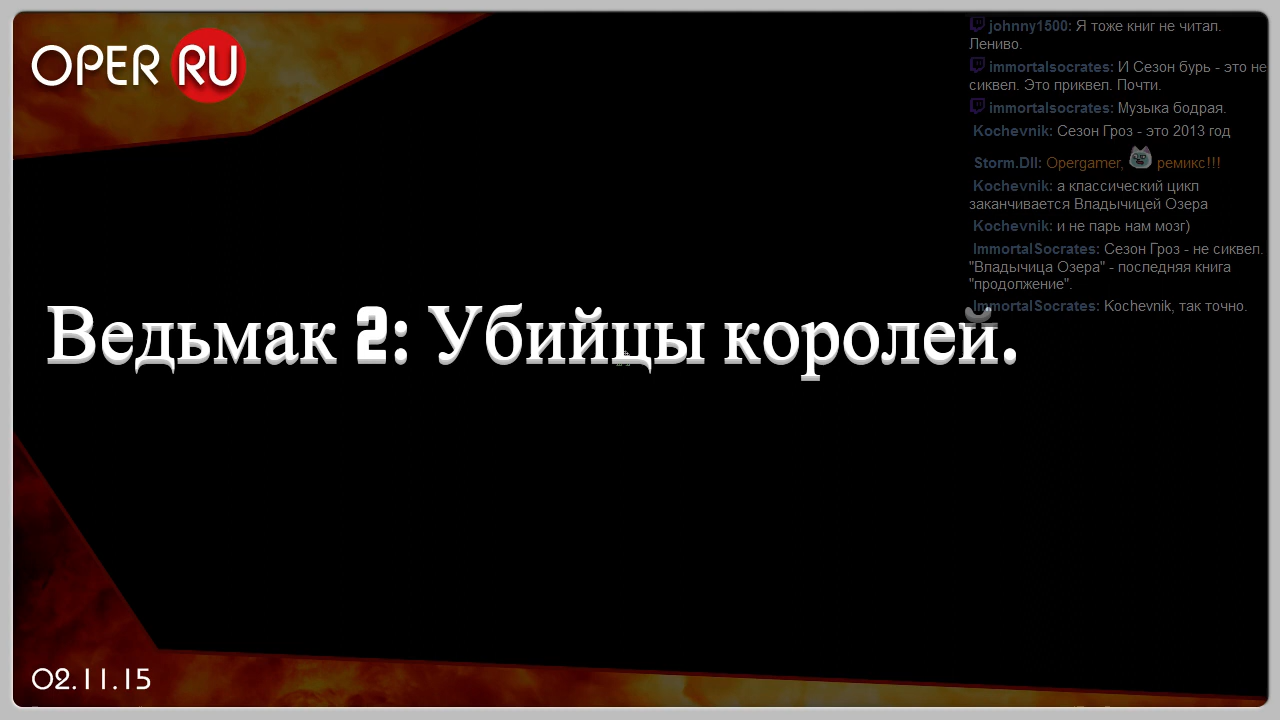 OPER RU
johnny1500: Я тоже книг не читал.
Лениво.
immortalsocrates: И Сезон бурь - это не
сиквел. Это приквел. Почти.
immortalsocrates: Музыка бодрая.
Kochevnik: Сезон Гроз - это 2013 год
Storm.Dll: Opergamer, ремикс!!!
Kochevnik: а классический цикл
заканчивается Владычицей Озера
Kochevnik: и не парь нам мозг)
ImmortalSocrates: Сезон Гроз - не сиквел.
"Владычица Озера" - последняя книга
"продолжение".
ImmortalSocrates: Kochevnik, так точно.
Ведьмак 2: Убийцы королей.
02.11.15